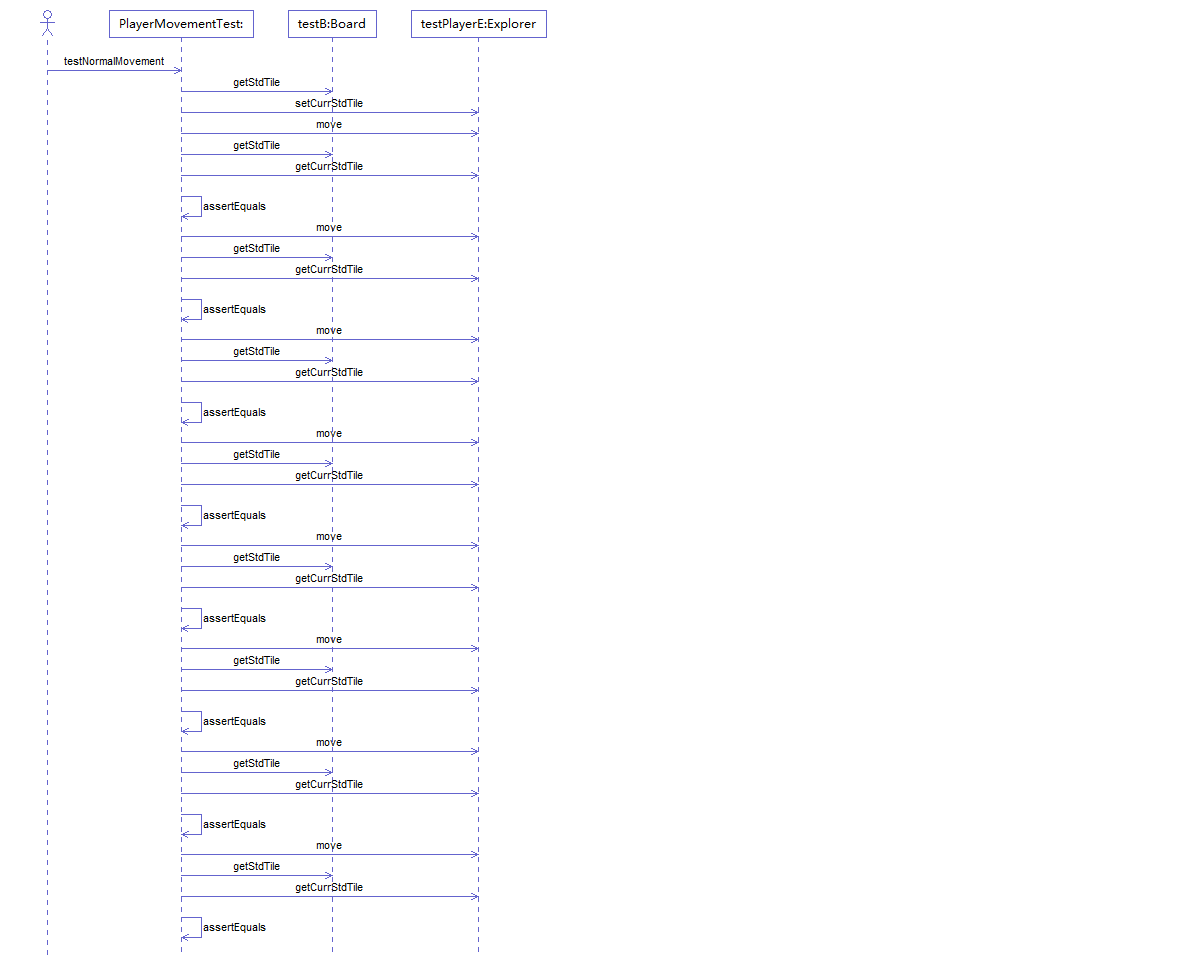 PlayerMovementTest:
testB:Board
testPlayerE:Explorer
testNormalMovement
getStdTile
setCurrStdTile
move
getStdTile
getCurrStdTile
assertEquals
move
getStdTile
getCurrStdTile
assertEquals
move
getStdTile
getCurrStdTile
assertEquals
move
getStdTile
getCurrStdTile
assertEquals
move
getStdTile
getCurrStdTile
assertEquals
move
getStdTile
getCurrStdTile
assertEquals
move
getStdTile
getCurrStdTile
assertEquals
move
getStdTile
getCurrStdTile
assertEquals